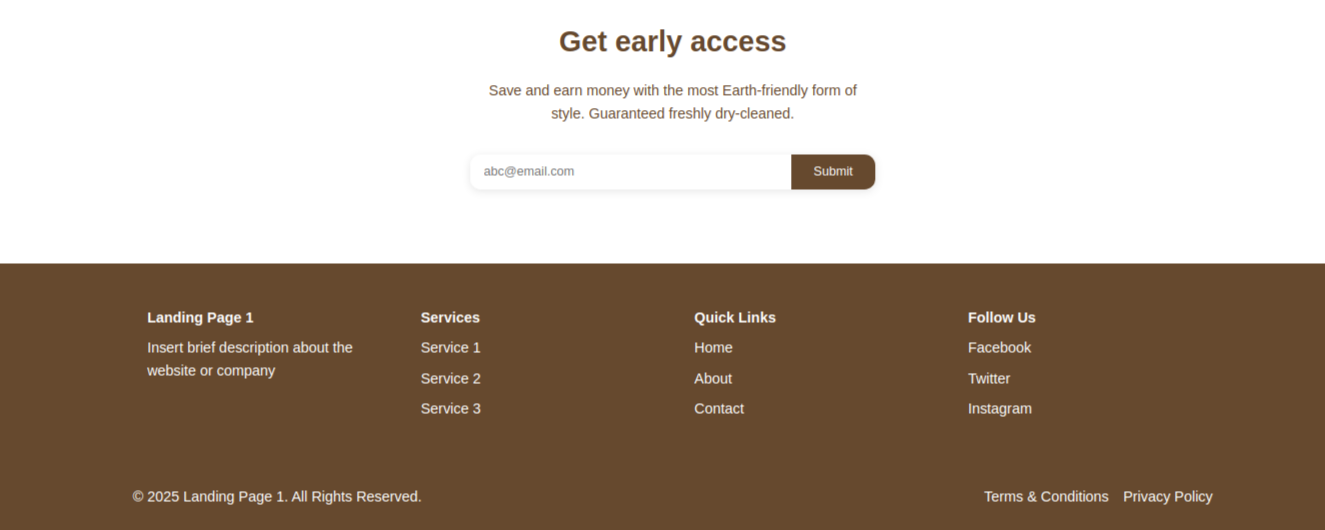 Get early access
Save and earn money with the most Earth-friendly form of
style. Guaranteed freshly dry-cleaned.
abc@email.com
Submit
Landing Page 1
Insert brief description about the
website or company
Services
Service 1
Service 2
Service 3
Quick Links
Home
About
Contact
Follow Us
Facebook
Twitter
Instagram
© 2025 Landing Page 1. All Rights Reserved.
Terms & Conditions
Privacy Policy